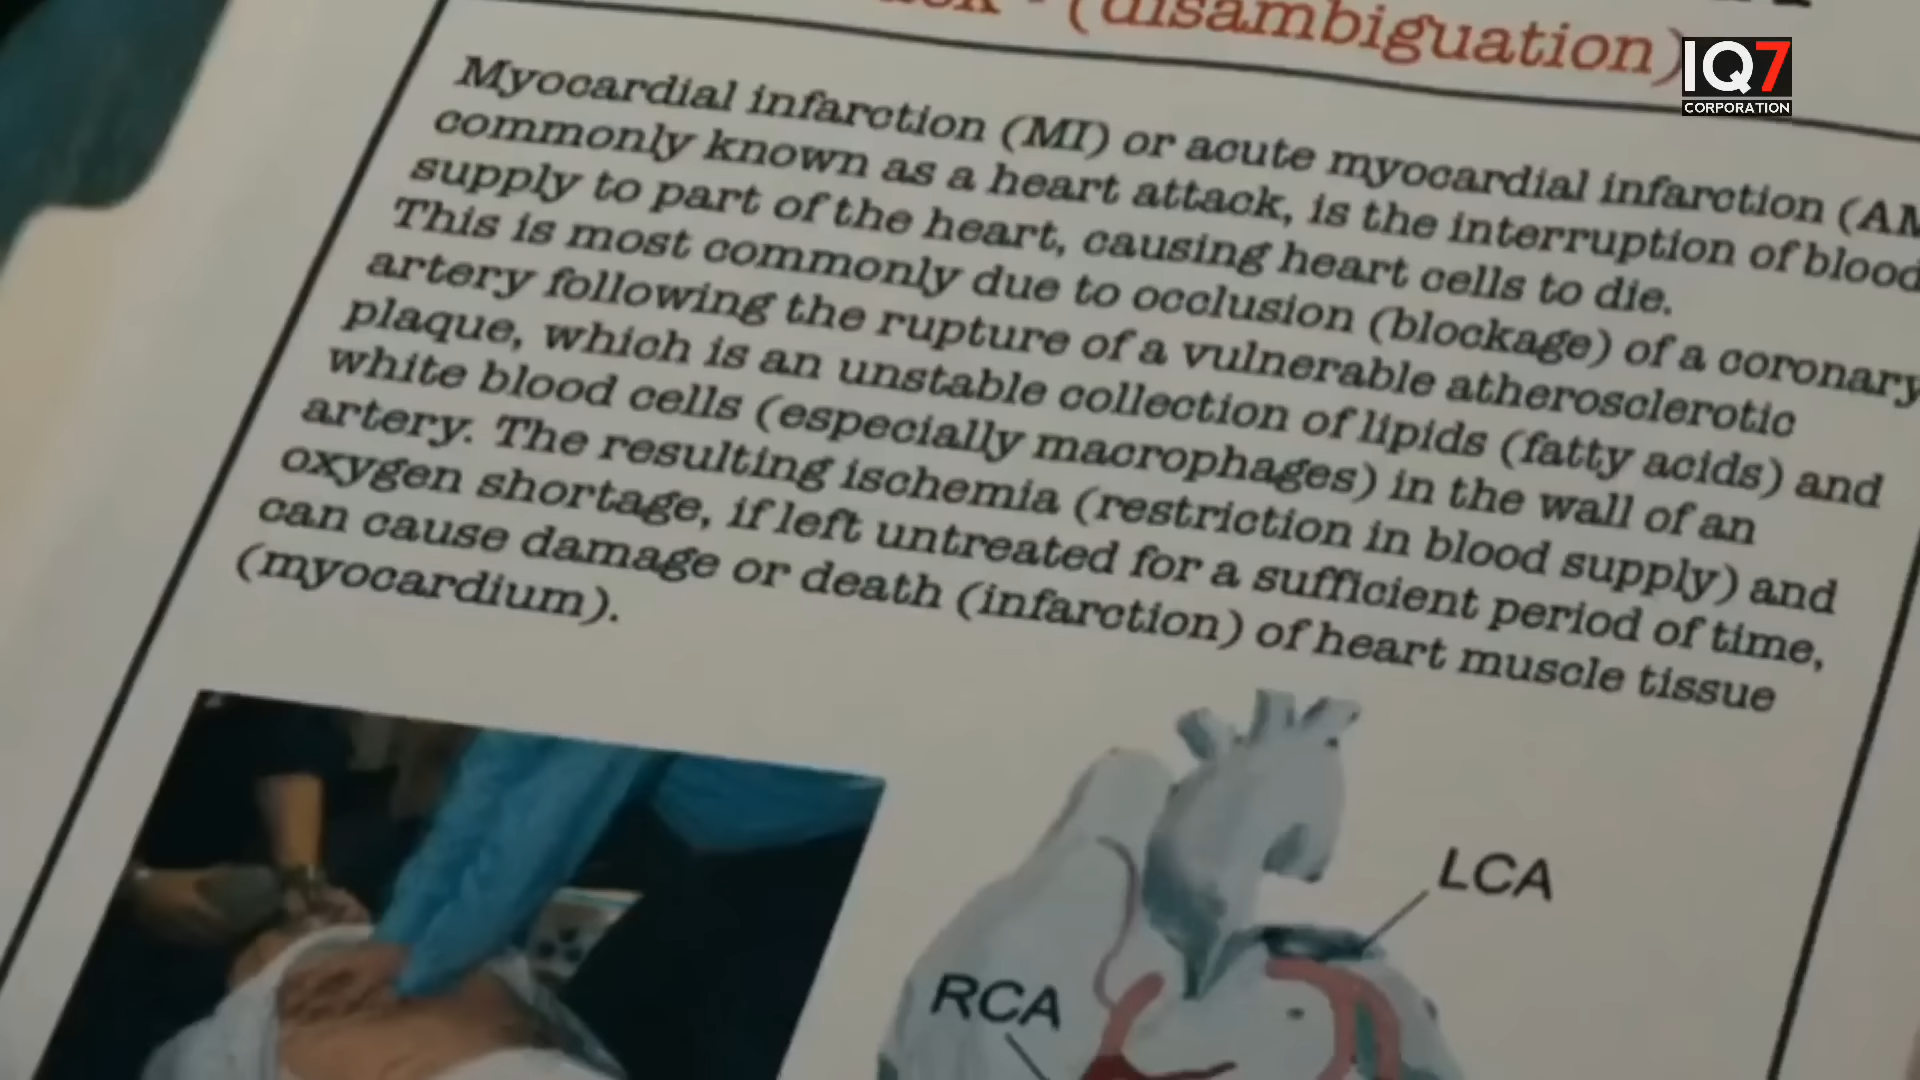 - (disambiguation)
IQ7
CORPORATION
Myocardial infarction (MI) or acute myocardial infarction (AM
commonly known as a heart attack, is the interruption of blood
supply to part of the heart, causing heart cells to die.
This is most commonly due to occlusion (blockage) of a coronary
artery following the rupture of a vulnerable atherosclerotic
plaque, which is an unstable collection of lipids (fatty acids) and
white blood cells (especially macrophages) in the wall of an
artery. The resulting ischemia (restriction in blood supply) and
oxygen shortage, if left untreated for a sufficient period of time,
can cause damage or death (infarction) of heart muscle tissue
(myocardium).
LCA
RCA